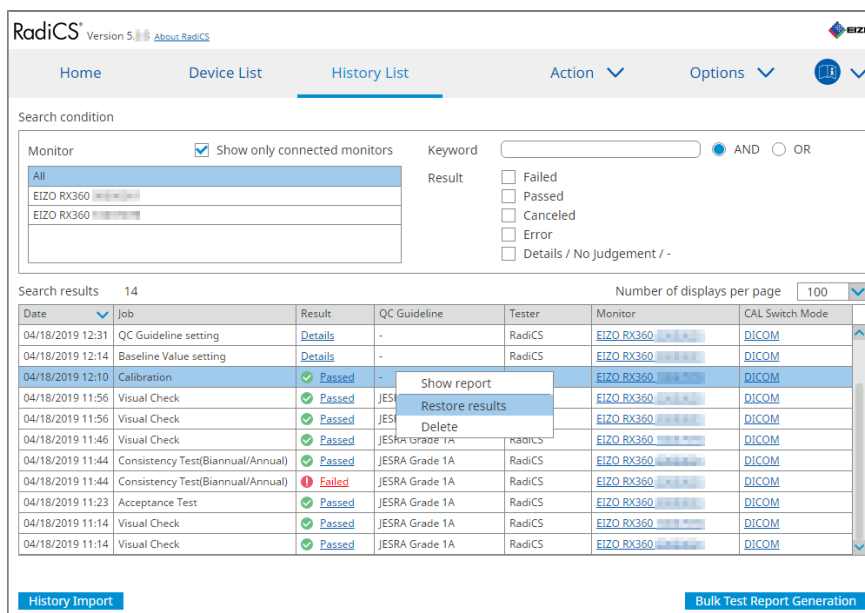 RadiCS® Version 5. About RadiCS EIZO
Home Device List History List Action Options
Search condition
Monitor Show only connected monitors Keyword AND OR
All
EIZO RX360
EIZO RX360
Result Failed
Passed
Canceled
Error
Details / No Judgement / -
Search results 14 Number of displays per page 100
Date Job Result QC Guideline Tester Monitor CAL Switch Mode
04/18/2019 12:31 QC Guideline setting Details - RadiCS EIZO RX360 DICOM
04/18/2019 12:14 Baseline Value setting Details - RadiCS EIZO RX360 DICOM
04/18/2019 12:10 Calibration Passed - EIZO RX360 DICOM
Show report
Restore results
Delete
04/18/2019 11:56 Visual Check Passed EIZO RX360 DICOM
04/18/2019 11:56 Visual Check Passed EIZO RX360 DICOM
04/18/2019 11:46 Visual Check Passed JESRA Grade 1A RadiCS EIZO RX360 DICOM
04/18/2019 11:44 Consistency Test(Biannual/Annual) Passed JESRA Grade 1A RadiCS EIZO RX360 DICOM
04/18/2019 11:44 Consistency Test(Biannual/Annual) Failed JESRA Grade 1A RadiCS EIZO RX360 DICOM
04/18/2019 11:23 Acceptance Test Passed JESRA Grade 1A RadiCS EIZO RX360 DICOM
04/18/2019 11:14 Visual Check Passed JESRA Grade 1A RadiCS EIZO RX360 DICOM
04/18/2019 11:14 Visual Check Passed JESRA Grade 1A RadiCS EIZO RX360 DICOM
History Import Bulk Test Report Generation